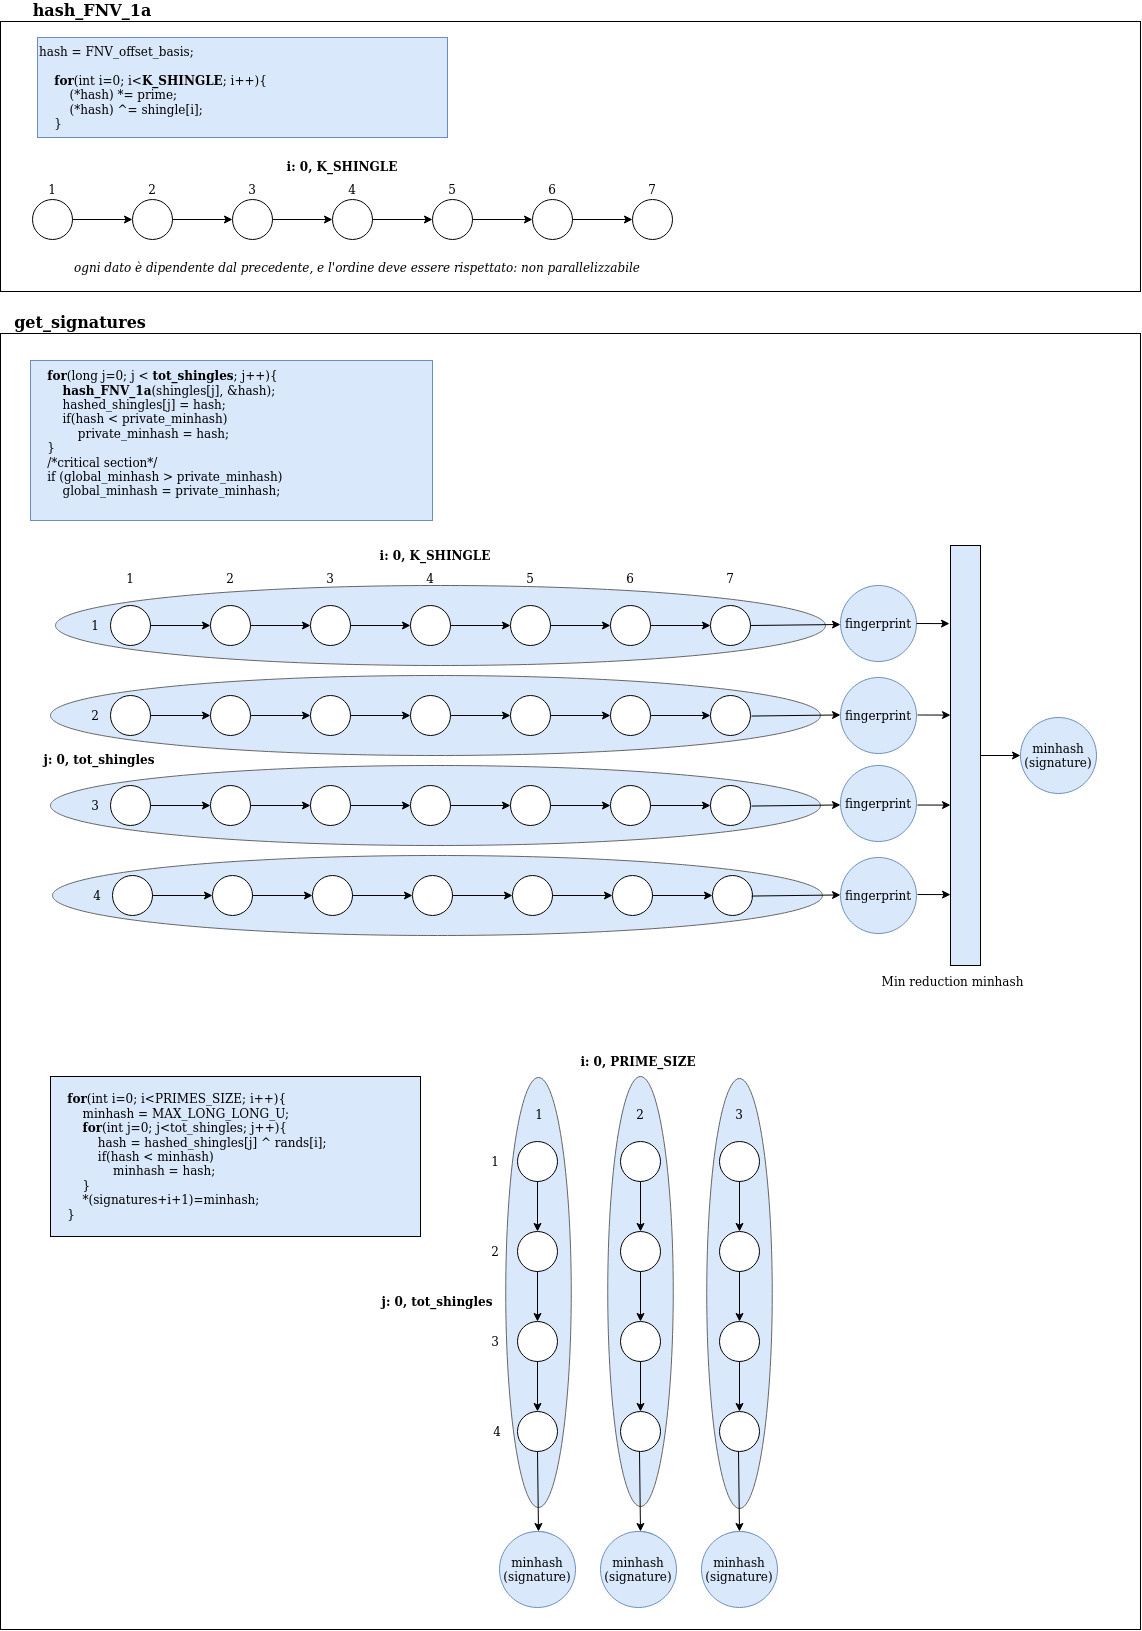 hash_FNV_1a
hash = FNV_offset_basis;
for(int i=0; i<K_SHINGLE; i++){
(*hash) *= prime;
(*hash) ^= shingle[i];
}
i: 0, K_SHINGLE
1 2 3 4 5 6 7
ogni dato è dipendente dal precedente, e l'ordine deve essere rispettato: non parallelizzabile
get_signatures
for(long j=0; j < tot_shingles; j++){
hash_FNV_1a(shingles[j], &hash);
hashed_shingles[j] = hash;
if(hash < private_minhash)
private_minhash = hash;
}
/*critical section*/
if (global_minhash > private_minhash)
global_minhash = private_minhash;
i: 0, K_SHINGLE
1 2 3 4 5 6 7
1 fingerprint
2 fingerprint
minhash
(signature)
j: 0, tot_shingles
3 fingerprint
4 fingerprint
Min reduction minhash
i: 0, PRIME_SIZE
for(int i=0; i<PRIMES_SIZE; i++){
minhash = MAX_LONG_LONG_U;
for(int j=0; j<tot_shingles; j++){
hash = hashed_shingles[j] ^ rands[i];
if(hash < minhash)
minhash = hash;
}
*(signatures+i+1)=minhash;
}
1 2 3
1
2
j: 0, tot_shingles
3
4
minhash minhash minhash
(signature) (signature) (signature)